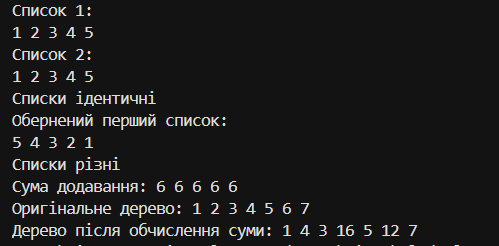 Список 1:
1 2 3 4 5
Список 2:
1 2 3 4 5
Списки ідентичні
Обернений перший список:
5 4 3 2 1
Списки різні
Сума додавання: 6 6 6 6 6
Оригінальне дерево: 1 2 3 4 5 6 7
Дерево після обчислення суми: 1 4 3 16 5 12 7